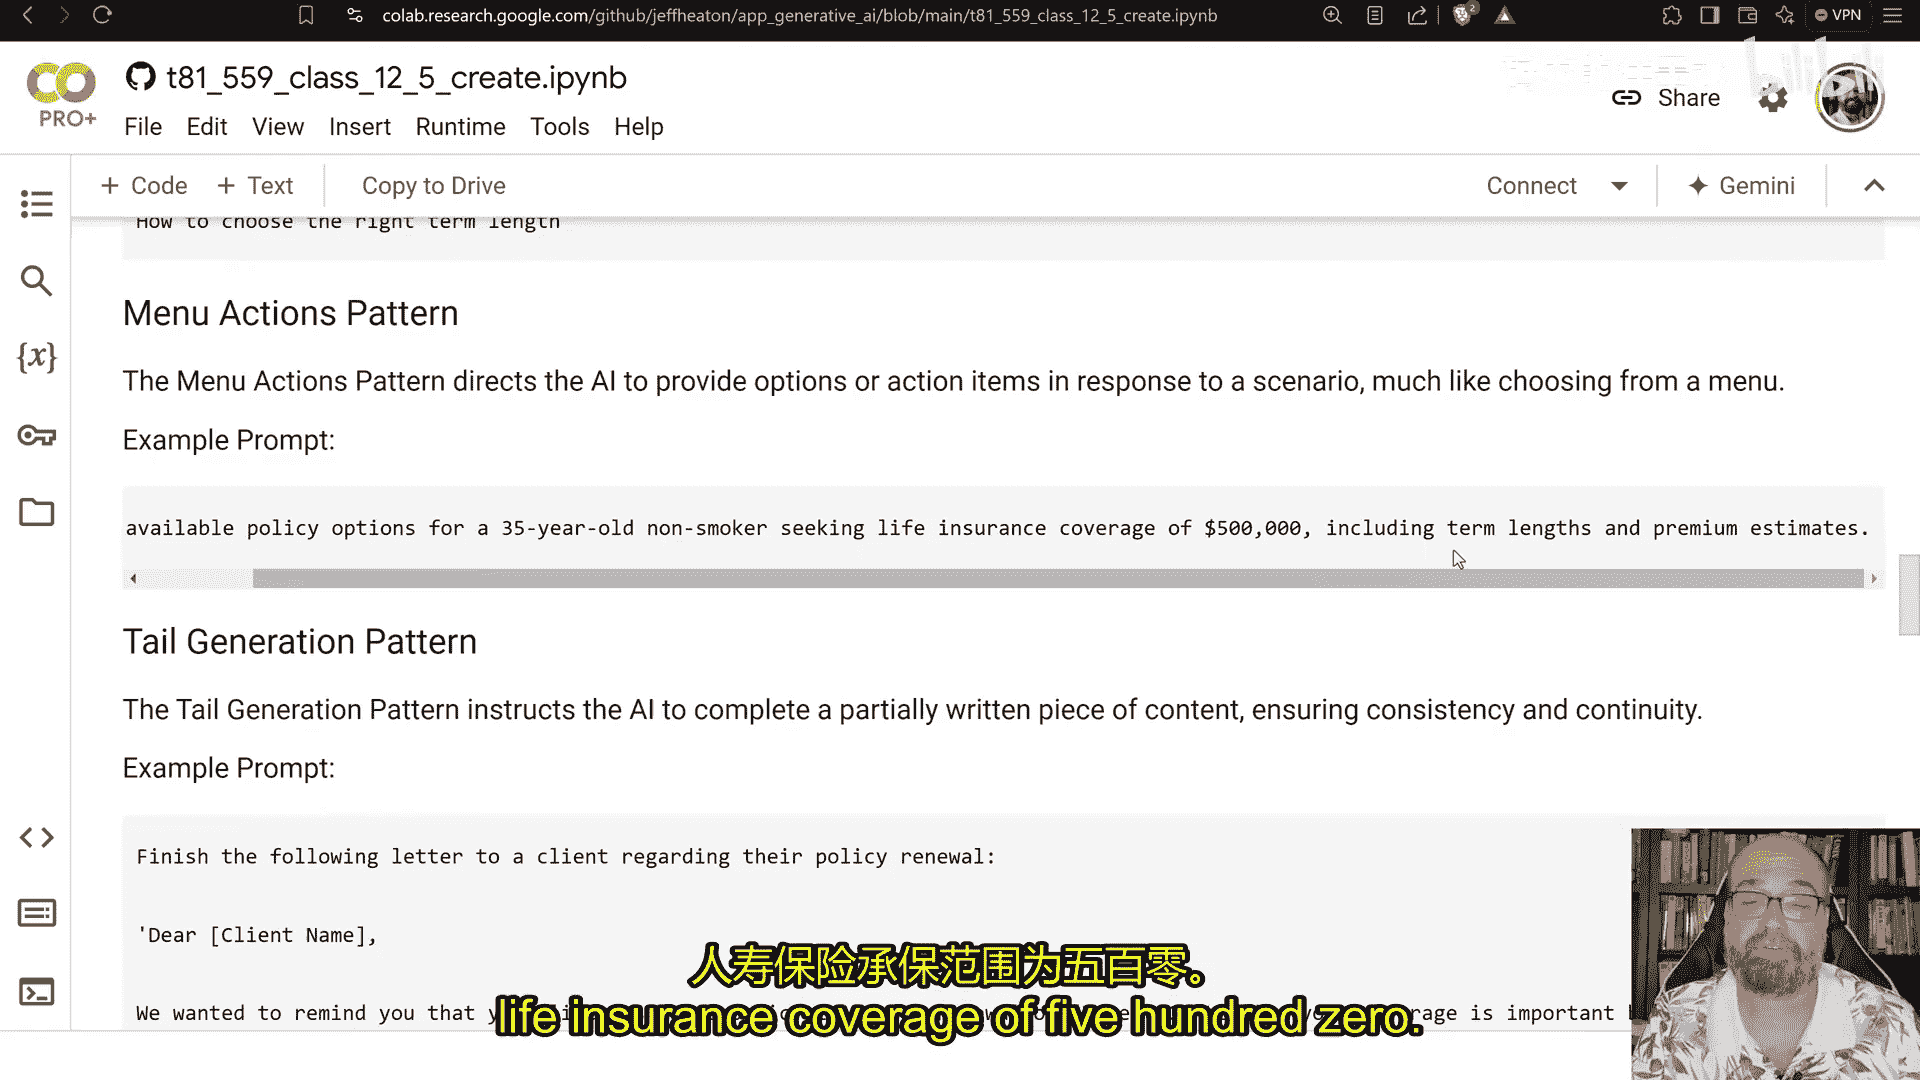 colab.research.google.com/github/jeffheaton/app_generative_ai/blob/main/t81_559_class_12_5_create.ipynb
2
VPN
t81_559_class_12_5_create.ipynb
PRO+
File Edit View Insert Runtime Tools Help
Share
bilibili
+ Code + Text Copy to Drive
Connect
Gemini
How to choose the right term length
{x}
Menu Actions Pattern
The Menu Actions Pattern directs the AI to provide options or action items in response to a scenario, much like choosing from a menu.
Example Prompt:
available policy options for a 35-year-old non-smoker seeking life insurance coverage of $500,000, including term lengths and premium estimates.
Tail Generation Pattern
The Tail Generation Pattern instructs the AI to complete a partially written piece of content, ensuring consistency and continuity.
Example Prompt:
Finish the following letter to a client regarding their policy renewal:
'Dear [Client Name],
We wanted to remind you that
rage is important
人寿保险承保范围为五百零。
life insurance coverage of five hundred zero.